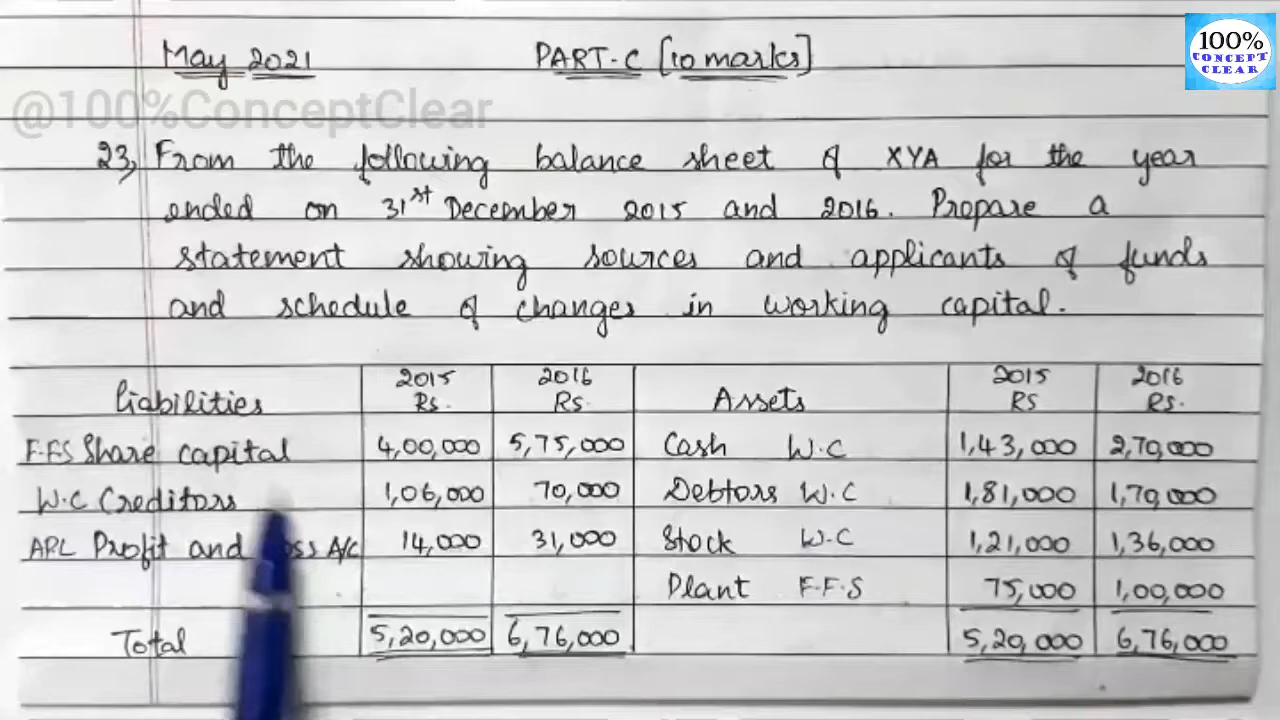 May 2021 PART-C [10 marks]
100%
CONCEPT
CLEAR
@100%ConceptClear
23, From the following balance sheet of XYA for the year
ended on 31st December 2015 and 2016. Prepare a
statement showing sources and applicants of funds
and schedule of changes in working capital.
Liabilities 2015 Rs. 2016 Rs. Assets 2015 Rs 2016 Rs.
F.F.S Share capital 4,00,000 5,75,000 Cash W.C 1,43,000 2,70,000
W.C Creditors 1,06,000 70,000 Debtors W.C 1,81,000 1,70,000
APL Profit and A/C 14,000 31,000 Stock W.C 1,21,000 1,36,000
Plant F.F.S 75,000 1,00,000
Total 5,20,000 6,76,000 5,20,000 6,76,000